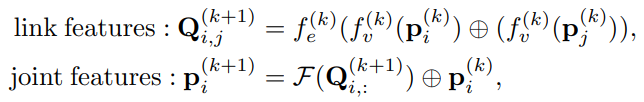 link features : Q_{i,j}^{(k+1)} = f_e^{(k)}(f_v^{(k)}(p_i^{(k)}) ⊕ (f_v^{(k)}(p_j^{(k)})),
joint features : p_i^{(k+1)} = F(Q_{i,:}^{(k+1)}) ⊕ p_i^{(k)},